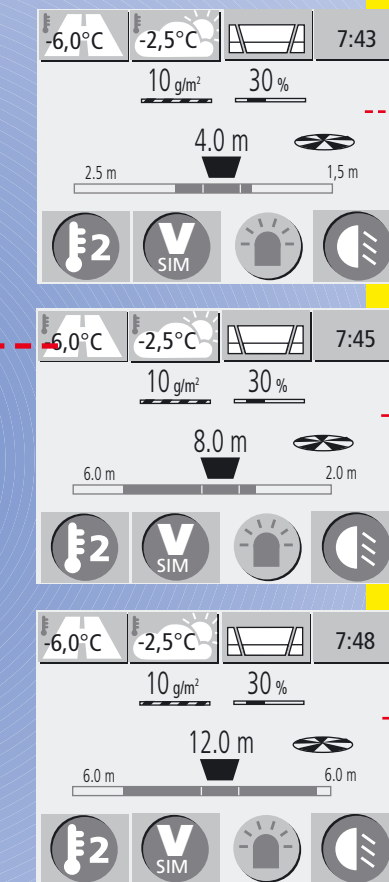 -6,0°C -2,5°C 7:43
10 g/m² 30 %
4.0 m
2.5 m 1,5 m
2 V SIM
-6,0°C -2,5°C 7:45
10 g/m² 30 %
8.0 m
6.0 m 2.0 m
2 V SIM
-6,0°C -2,5°C 7:48
10 g/m² 30 %
12.0 m
6.0 m 6.0 m
2 V SIM